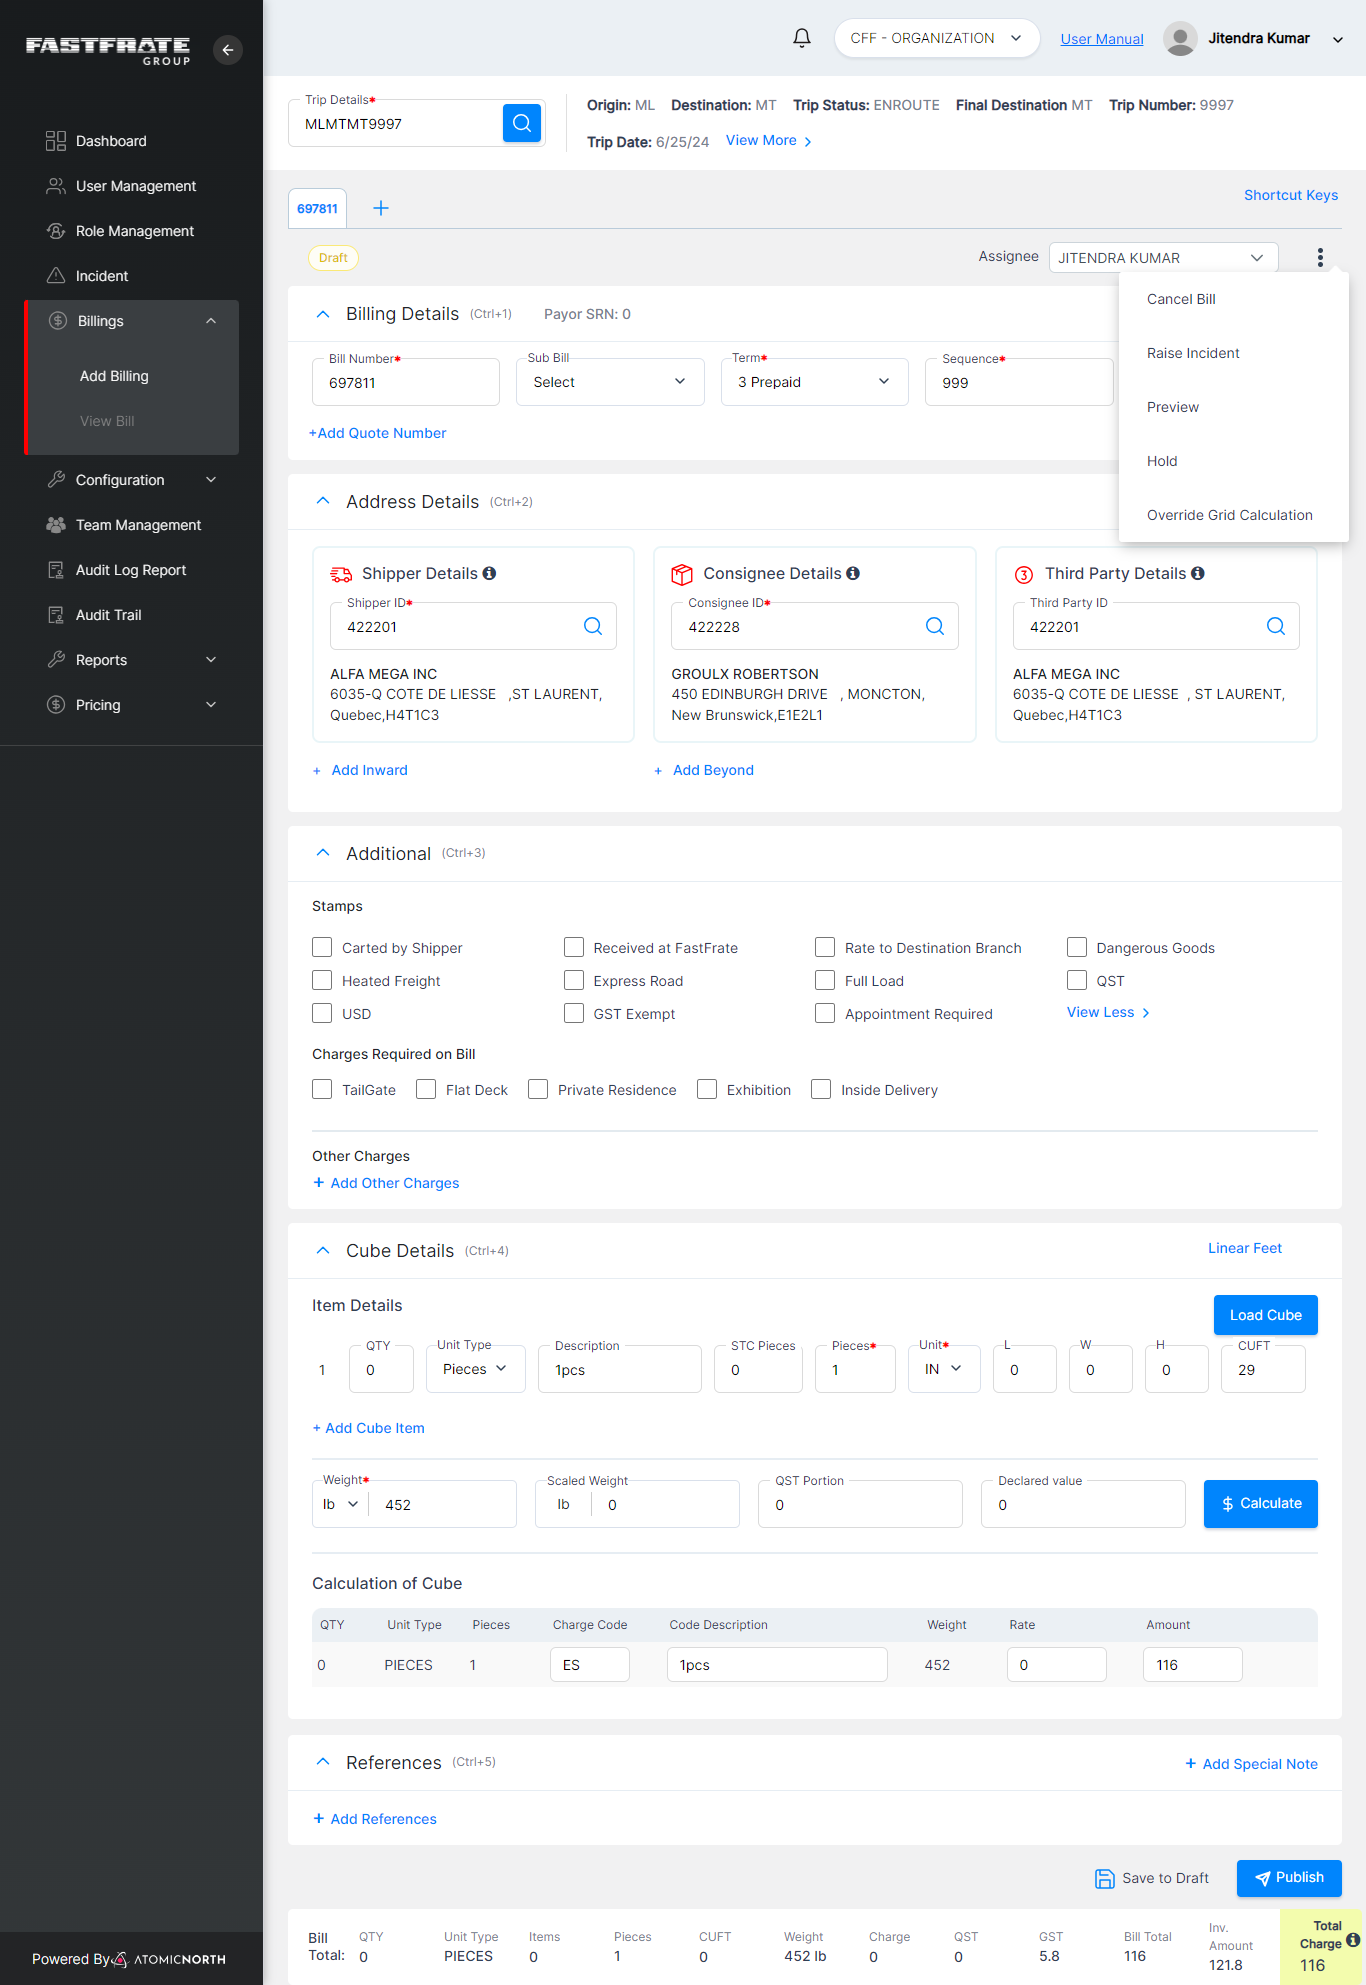 FASTFRATE
GROUP
Dashboard
User Management
Role Management
Incident
Billings
Add Billing
View Bill
Configuration
Team Management
Audit Log Report
Audit Trail
Reports
Pricing
Powered By ATOMICNORTH
CFF - ORGANIZATION
User Manual
Jitendra Kumar
Trip Details*
MLMTMT9997
Origin: ML Destination: MT Trip Status: ENROUTE Final Destination MT Trip Number: 9997
Trip Date: 6/25/24 View More >
697811 +
Shortcut Keys
Draft
Assignee JITENDRA KUMAR
Cancel Bill
Raise Incident
Preview
Hold
Override Grid Calculation
Billing Details (Ctrl+1) Payor SRN: 0
Bill Number* Sub Bill Term* Sequence*
697811 Select 3 Prepaid 999
+Add Quote Number
Address Details (Ctrl+2)
Shipper Details
Shipper ID*
422201
ALFA MEGA INC
6035-Q COTE DE LIESSE ,ST LAURENT,
Quebec,H4T1C3
+ Add Inward
Consignee Details
Consignee ID*
422228
GROULX ROBERTSON
450 EDINBURGH DRIVE , MONCTON,
New Brunswick,E1E2L1
+ Add Beyond
3 Third Party Details
Third Party ID
422201
ALFA MEGA INC
6035-Q COTE DE LIESSE , ST LAURENT,
Quebec,H4T1C3
Additional (Ctrl+3)
Stamps
Carted by Shipper Received at FastFrate Rate to Destination Branch Dangerous Goods
Heated Freight Express Road Full Load QST
USD GST Exempt Appointment Required View Less >
Charges Required on Bill
TailGate Flat Deck Private Residence Exhibition Inside Delivery
Other Charges
+ Add Other Charges
Cube Details (Ctrl+4) Linear Feet
Item Details
Load Cube
QTY Unit Type Description STC Pieces Pieces* Unit* L W H CUFT
1 0 Pieces 1pcs 0 1 IN 0 0 0 29
+ Add Cube Item
Weight* Scaled Weight QST Portion Declared value
lb 452 lb 0 0 0 $ Calculate
Calculation of Cube
QTY Unit Type Pieces Charge Code Code Description Weight Rate Amount
0 PIECES 1 ES 1pcs 452 0 116
References (Ctrl+5) + Add Special Note
+ Add References
Save to Draft Publish
Bill Total: QTY Unit Type Items Pieces CUFT Weight Charge QST GST Bill Total Inv. Amount Total Charge
0 PIECES 0 1 0 452 lb 0 0 5.8 116 121.8 116